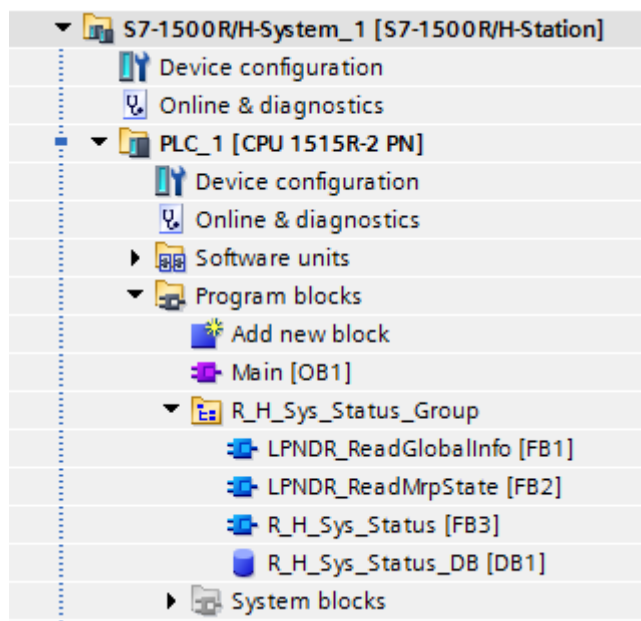 S7-1500R/H-System_1 [S7-1500R/H-Station]
Device configuration
Online & diagnostics
PLC_1 [CPU 1515R-2 PN]
Device configuration
Online & diagnostics
Software units
Program blocks
Add new block
Main [OB1]
R_H_Sys_Status_Group
LPNDR_ReadGlobalInfo [FB1]
LPNDR_ReadMrpState [FB2]
R_H_Sys_Status [FB3]
R_H_Sys_Status_DB [DB1]
System blocks